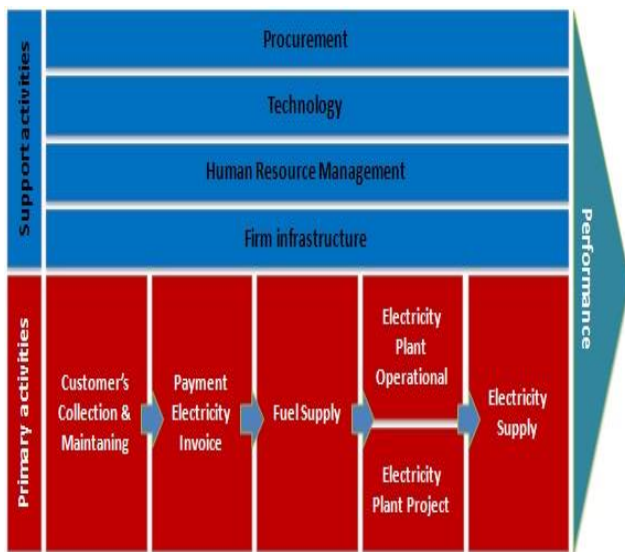 Support activities
Procurement
Technology
Human Resource Management
Firm infrastructure
Performance
Primary activities
Customer's
Collection &
Maintaning
Payment
Electricity
Invoice
Fuel Supply
Electricity
Plant
Operational
Electricity
Plant Project
Electricity
Supply